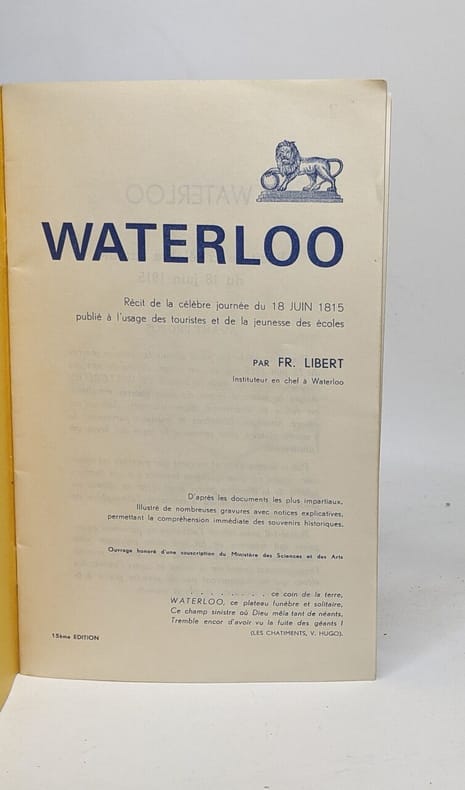 WATERLOO
Récit de la célèbre journée du 18 JUIN 1815
publié à l'usage des touristes et de la jeunesse des écoles
PAR FR. LIBERT
Instituteur en chef à Waterloo
D'après les documents les plus impartiaux.
Illustré de nombreuses gravures avec notices explicatives,
permettant la compréhension immédiate des souvenirs historiques.
Ouvrage honoré d'une souscription du Ministère des Sciences et des Arts
. . . . . . . . . ce coin de la terre,
WATERLOO, ce plateau funèbre et solitaire,
Ce champ sinistre où Dieu mêla tant de néants,
Tremble encor d'avoir vu la fuite des géants !
(LES CHATIMENTS, V. HUGO).
15ème EDITION